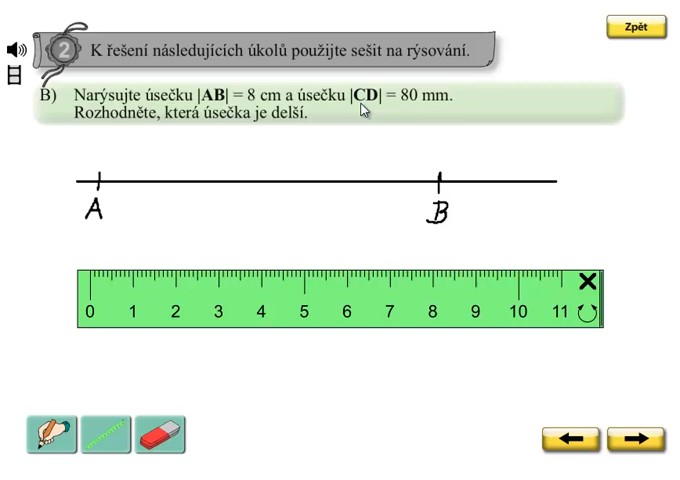 Zpět
2 K řešení následujících úkolů použijte sešit na rýsování.
B) Narýsujte úsečku |AB| = 8 cm a úsečku |CD| = 80 mm.
Rozhodněte, která úsečka je delší.
A B
0 1 2 3 4 5 6 7 8 9 10 11